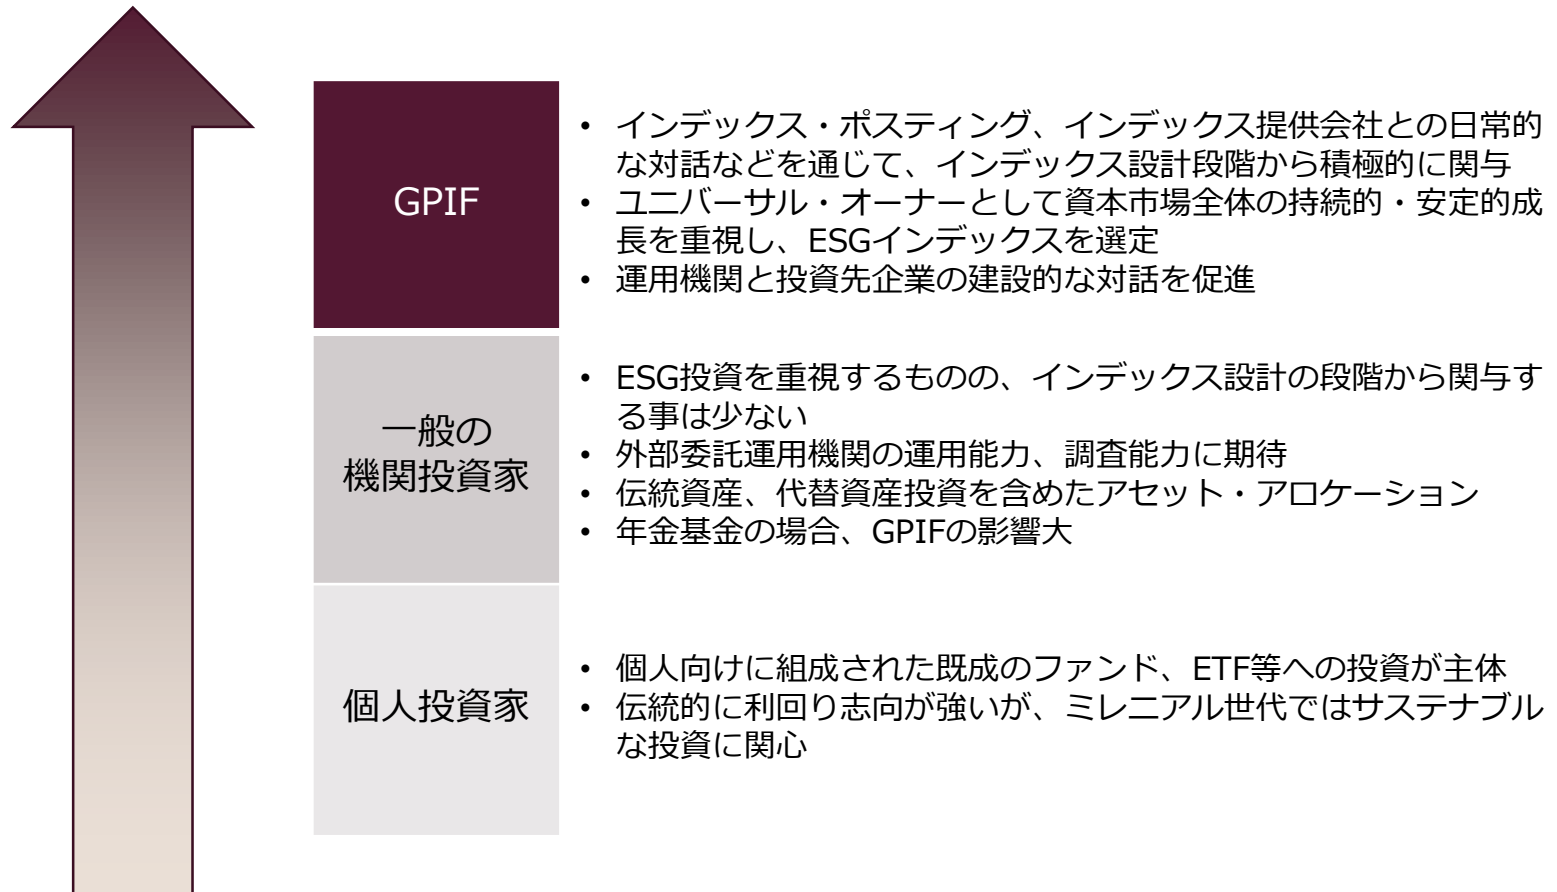 GPIF
• インデックス・ポスティング、インデックス提供会社との日常的
な対話などを通じて、インデックス設計段階から積極的に関与
• ユニバーサル・オーナーとして資本市場全体の持続的・安定的成
長を重視し、ESGインデックスを選定
• 運用機関と投資先企業の建設的な対話を促進
一般の
機関投資家
• ESG投資を重視するものの、インデックス設計の段階から関与す
る事は少ない
• 外部委託運用機関の運用能力、調査能力に期待
• 伝統資産、代替資産投資を含めたアセット・アロケーション
• 年金基金の場合、GPIFの影響大
個人投資家
• 個人向けに組成された既成のファンド、ETF等への投資が主体
• 伝統的に利回り志向が強いが、ミレニアル世代ではサステナブル
な投資に関心